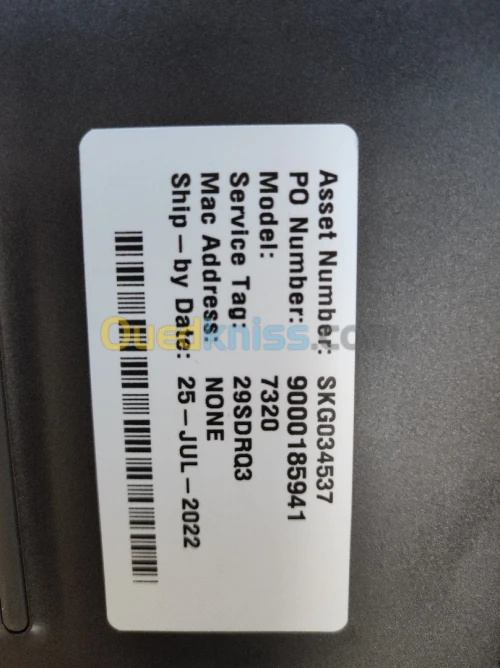 Asset Number: SKG034537
PO Number: 9000185941
Model: 7320
Service Tag: 29SDRQ3
Mac Address: NONE
Ship-by Date: 25-JUL-2022
Ouedkniss.com